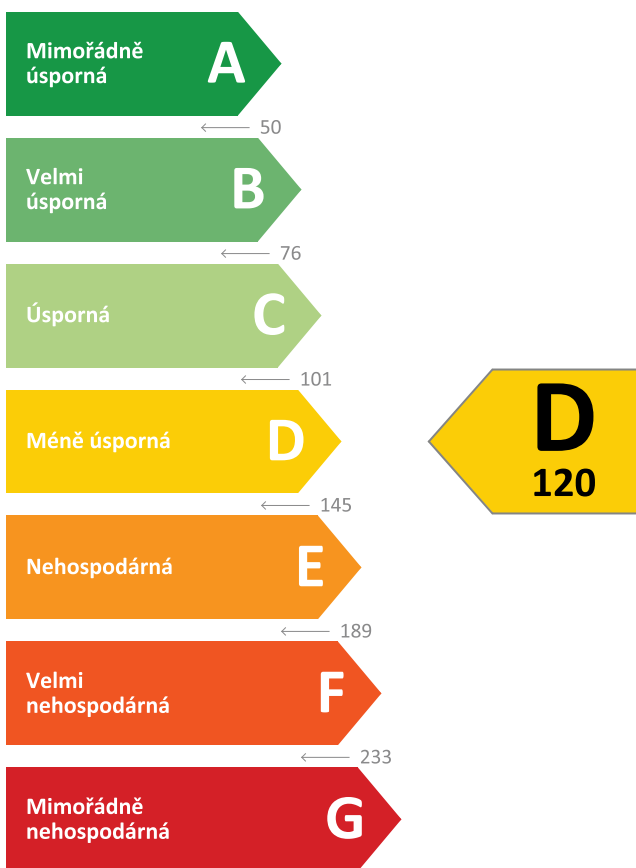 Mimořádně
úsporná
A
50
Velmi
úsporná
B
76
Úsporná
C
101
Méně úsporná
D
D
120
145
Nehospodárná
E
189
Velmi
nehospodárná
F
233
Mimořádně
nehospodárná
G